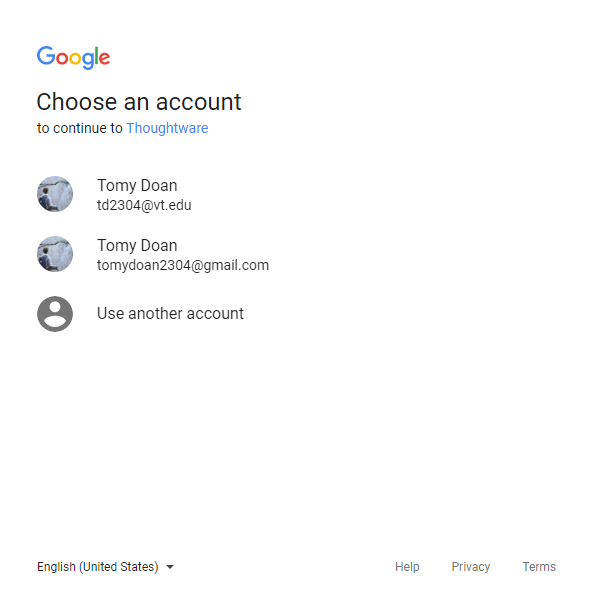 Google
Choose an account
to continue to Thoughtware
Tomy Doan
td2304@vt.edu
Tomy Doan
tomydoan2304@gmail.com
Use another account
English (United States)
Help Privacy Terms